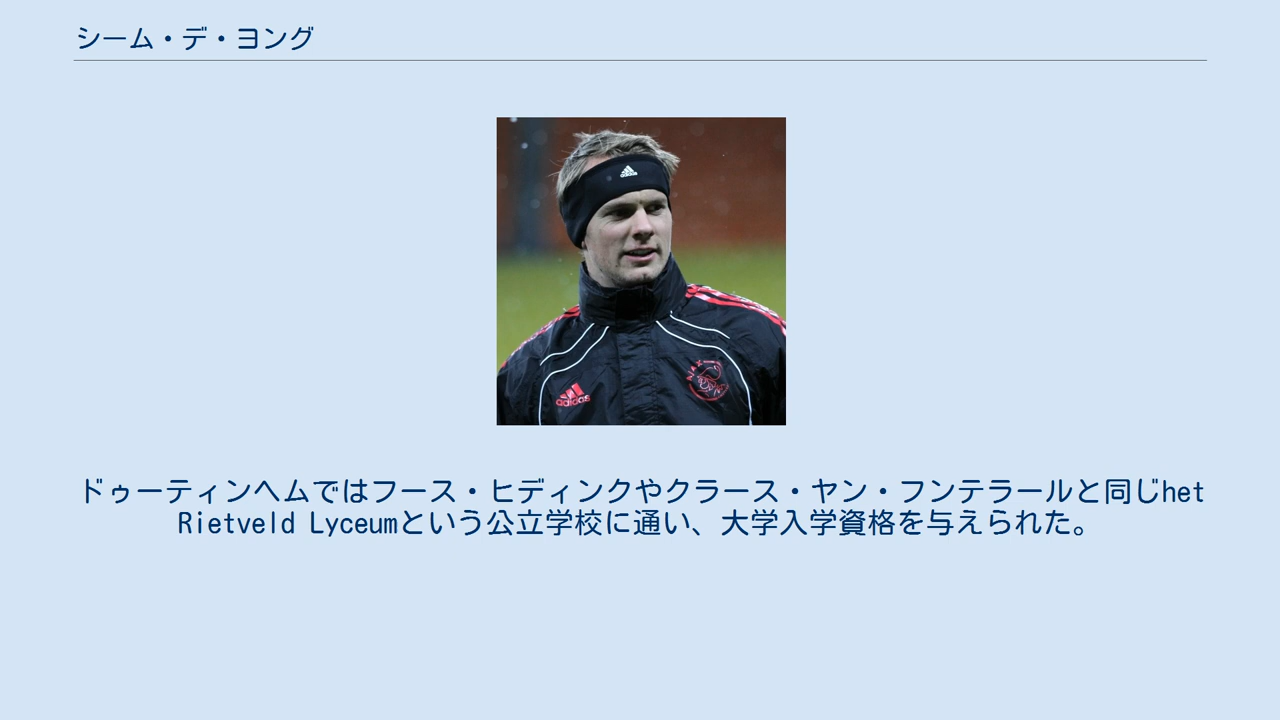 シーム・デ・ヨング
adidas
AJAX
adidas
ドゥーティンヘムではフース・ヒディンクやクラース・ヤン・フンテラールと同じhet
Rietveld Lyceumという公立学校に通い、大学入学資格を与えられた。